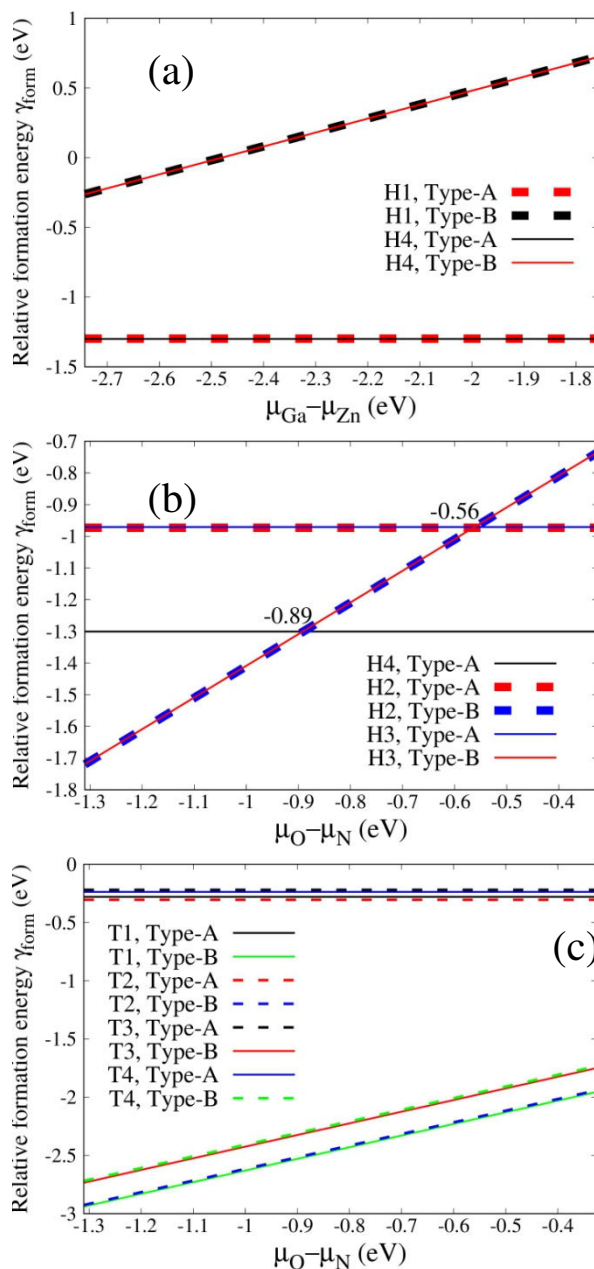 Relative formation energy γform (eV)
1
0.5
0
-0.5
-1
-1.5
(a)
H1, Type-A
H1, Type-B
H4, Type-A
H4, Type-B
-2.7 -2.6 -2.5 -2.4 -2.3 -2.2 -2.1 -2 -1.9 -1.8
μGa–μZn (eV)
Relative formation energy γform (eV)
-0.7
-0.8
-0.9
-1
-1.1
-1.2
-1.3
-1.4
-1.5
-1.6
-1.7
-1.8
(b)
-0.56
-0.89
H4, Type-A
H2, Type-A
H2, Type-B
H3, Type-A
H3, Type-B
-1.3 -1.2 -1.1 -1 -0.9 -0.8 -0.7 -0.6 -0.5 -0.4
μO–μN (eV)
Relative formation energy γform (eV)
0
-0.5
-1
-1.5
-2
-2.5
-3
(c)
T1, Type-A
T1, Type-B
T2, Type-A
T2, Type-B
T3, Type-A
T3, Type-B
T4, Type-A
T4, Type-B
-1.3 -1.2 -1.1 -1 -0.9 -0.8 -0.7 -0.6 -0.5 -0.4
μO–μN (eV)